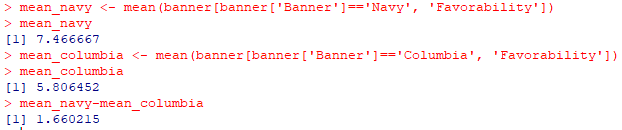 > mean_navy <- mean(banner[banner['Banner']=='Navy', 'Favorability'])
> mean_navy
[1] 7.466667
> mean_columbia <- mean(banner[banner['Banner']=='Columbia', 'Favorability'])
> mean_columbia
[1] 5.806452
> mean_navy-mean_columbia
[1] 1.660215